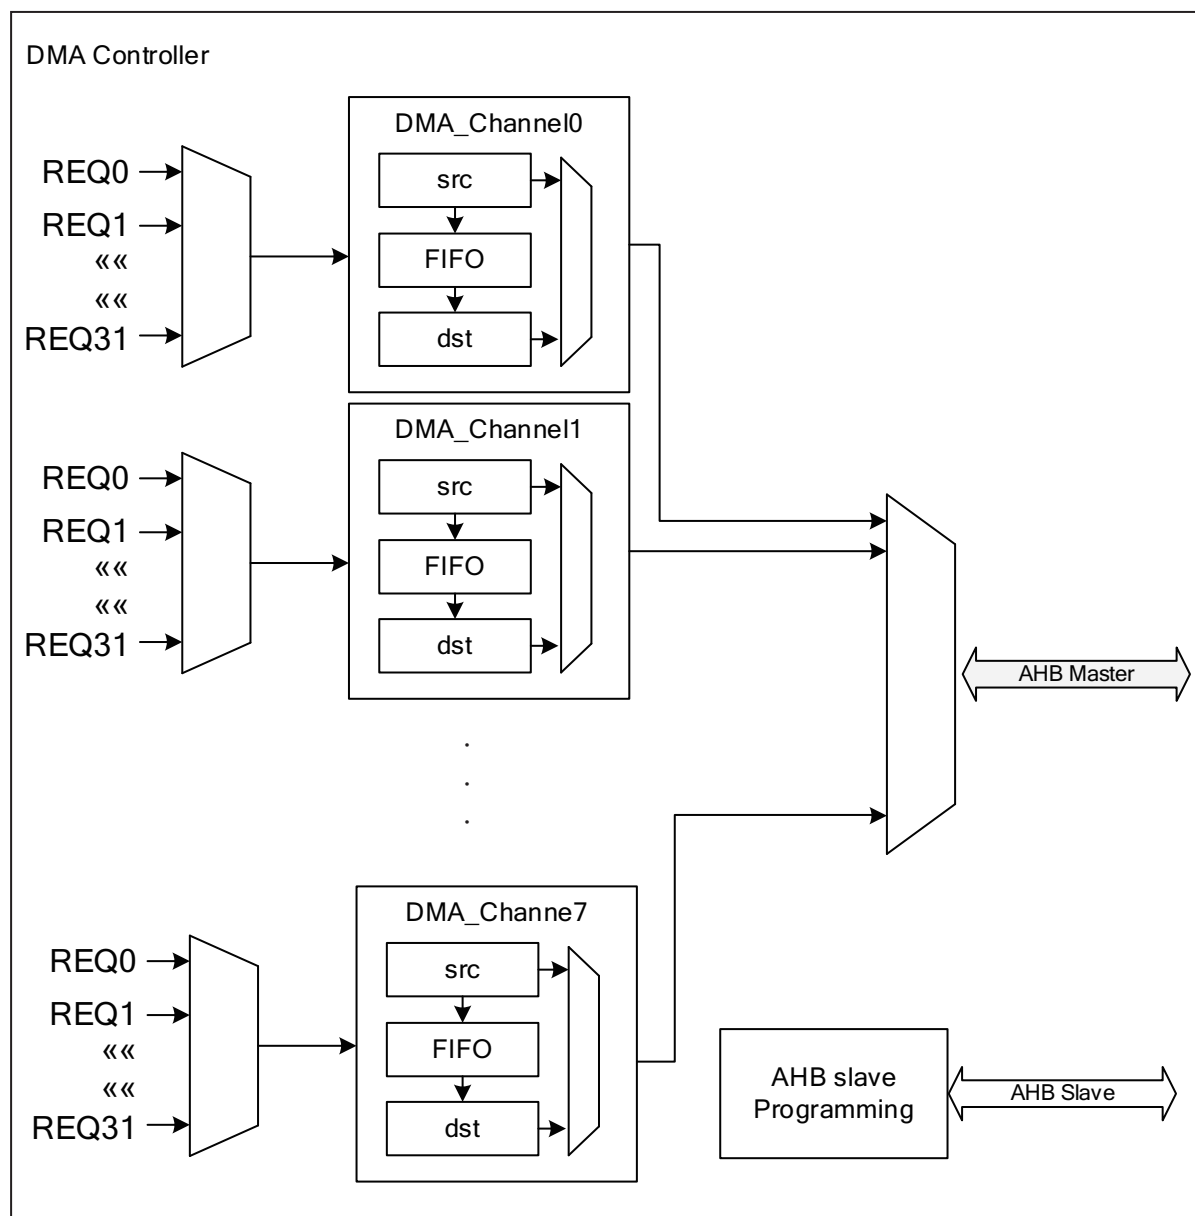 DMA Controller
DMA_Channel0
REQ0
REQ1
««
««
REQ31
src
FIFO
dst
DMA_Channel1
REQ0
REQ1
««
««
REQ31
src
FIFO
dst
AHB Master
.
.
.
DMA_Channe7
REQ0
REQ1
««
««
REQ31
src
FIFO
dst
AHB slave
Programming
AHB Slave